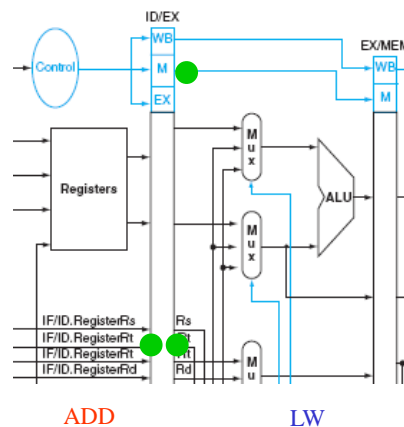 ID/EX
WB
EX/MEM
Control
M
WB
EX
M
M
u
x
Registers
ALU
M
u
x
IF/ID.RegisterRs
Rs
IF/ID.RegisterRt
Rt
IF/ID.RegisterRt
Rt
IF/ID.RegisterRd
Rd
M
u
ADD
LW